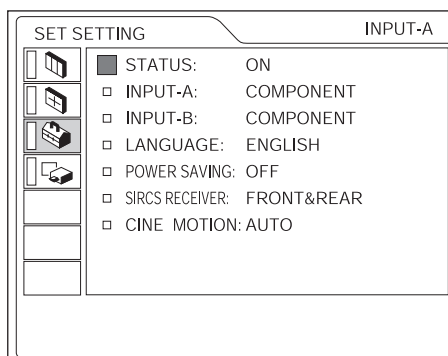 SET SETTING INPUT-A
STATUS: ON
INPUT-A: COMPONENT
INPUT-B: COMPONENT
LANGUAGE: ENGLISH
POWER SAVING: OFF
SIRCS RECEIVER: FRONT&REAR
CINE MOTION: AUTO